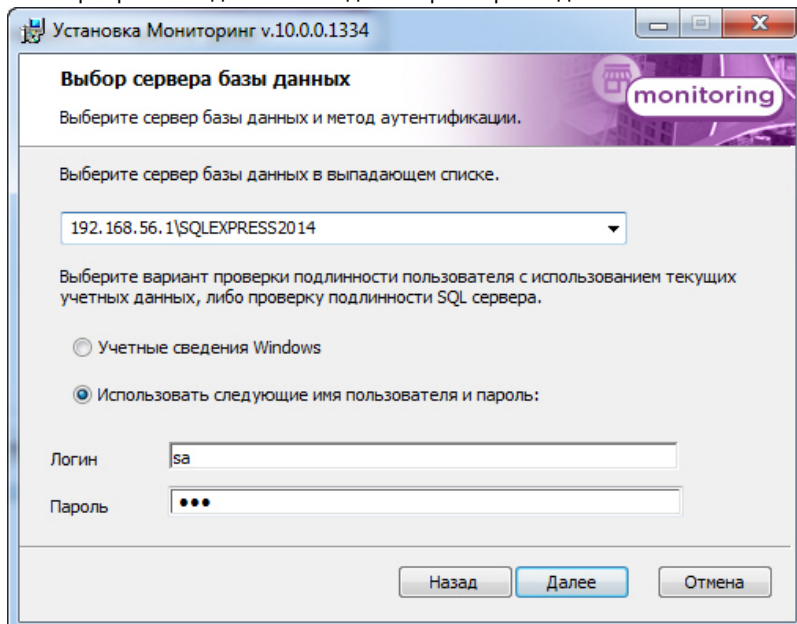 Установка Мониторинг v.10.0.0.1334
Выбор сервера базы данных
monitoring
Выберите сервер базы данных и метод аутентификации.
Выберите сервер базы данных в выпадающем списке.
192.168.56.1\SQLEXPRESS2014
Выберите вариант проверки подлинности пользователя с использованием текущих
учетных данных, либо проверку подлинности SQL сервера.
Учетные сведения Windows
Использовать следующие имя пользователя и пароль:
Логин sa
Пароль •••
Назад Далее Отмена